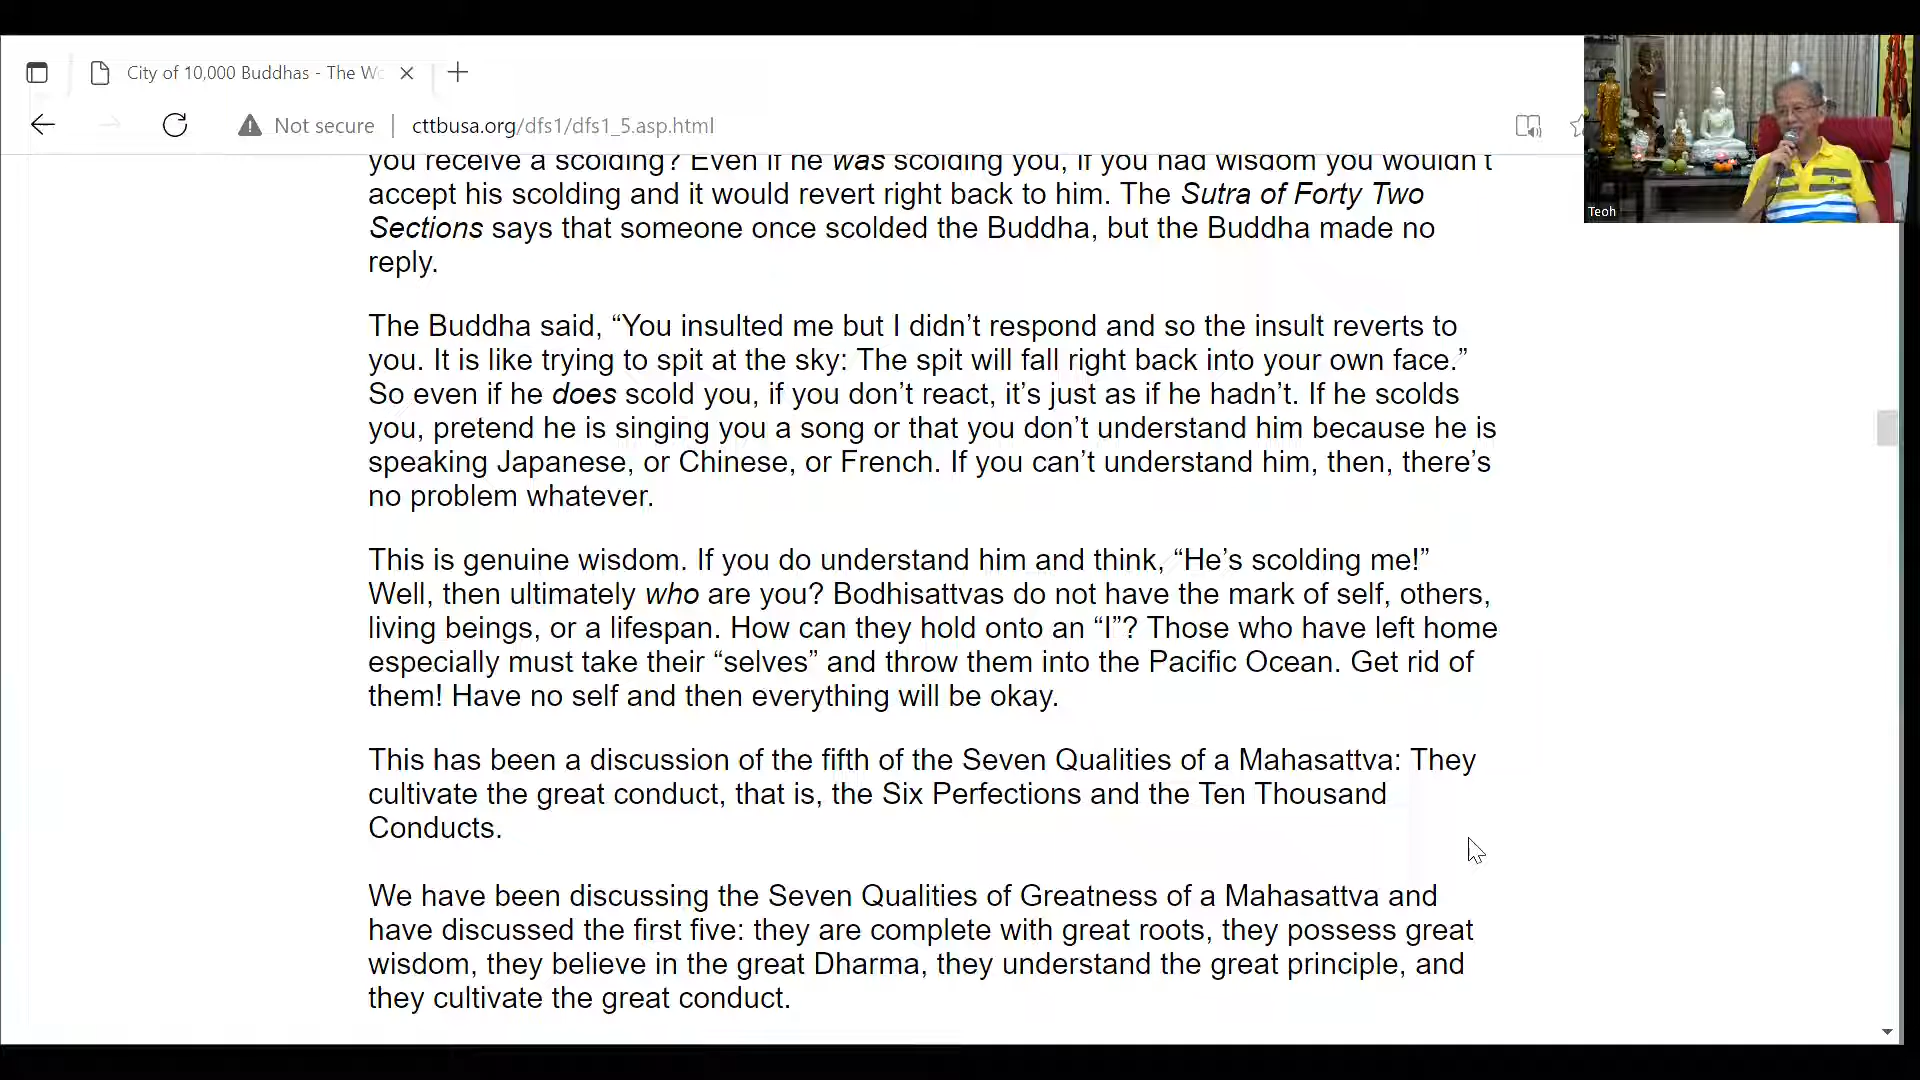 City of 10,000 Buddhas - The Wo
Not secure
cttbusa.org/dfs1/dfs1_5.asp.html
you receive a scolding? Even if he was scolding you, if you had wisdom you wouldn't
accept his scolding and it would revert right back to him. The Sutra of Forty Two
Sections says that someone once scolded the Buddha, but the Buddha made no
reply.
The Buddha said, “You insulted me but I didn’t respond and so the insult reverts to
you. It is like trying to spit at the sky: The spit will fall right back into your own face.”
So even if he does scold you, if you don’t react, it’s just as if he hadn’t. If he scolds
you, pretend he is singing you a song or that you don’t understand him because he is
speaking Japanese, or Chinese, or French. If you can’t understand him, then, there’s
no problem whatever.
This is genuine wisdom. If you do understand him and think, “He’s scolding me!”
Well, then ultimately who are you? Bodhisattvas do not have the mark of self, others,
living beings, or a lifespan. How can they hold onto an “I”? Those who have left home
especially must take their “selves” and throw them into the Pacific Ocean. Get rid of
them! Have no self and then everything will be okay.
This has been a discussion of the fifth of the Seven Qualities of a Mahasattva: They
cultivate the great conduct, that is, the Six Perfections and the Ten Thousand
Conducts.
We have been discussing the Seven Qualities of Greatness of a Mahasattva and
have discussed the first five: they are complete with great roots, they possess great
wisdom, they believe in the great Dharma, they understand the great principle, and
they cultivate the great conduct.
Teoh